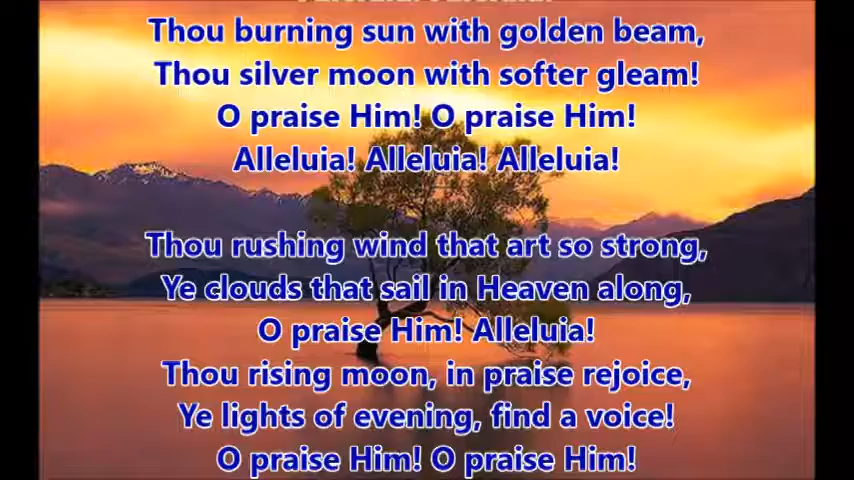 Thou burning sun with golden beam,
Thou silver moon with softer gleam!
O praise Him! O praise Him!
Alleluia! Alleluia! Alleluia!
Thou rushing wind that art so strong,
Ye clouds that sail in Heaven along,
O praise Him! Alleluia!
Thou rising moon, in praise rejoice,
Ye lights of evening, find a voice!
O praise Him! O praise Him!